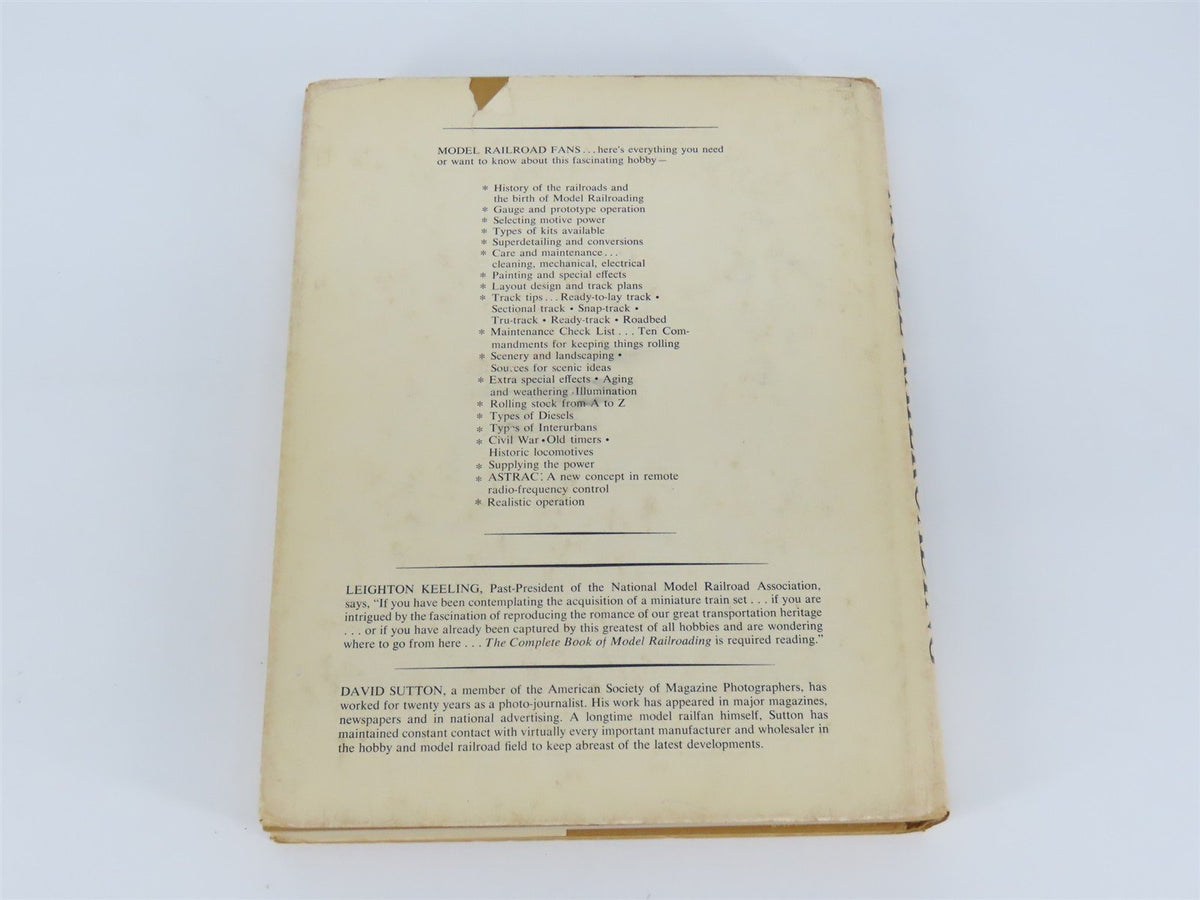 MODEL RAILROAD FANS . . . here's everything you need
or want to know about this fascinating hobby—
* History of the railroads and
the birth of Model Railroading
* Gauge and prototype operation
* Selecting motive power
* Types of kits available
* Superdetailing and conversions
* Care and maintenance . . .
cleaning, mechanical, electrical
* Painting and special effects
* Layout design and track plans
* Track tips . . . Ready-to-lay track •
Sectional track • Snap-track •
Tru-track • Ready-track • Roadbed
* Maintenance Check List . . . Ten Com-
mandments for keeping things rolling
* Scenery and landscaping •
Sources for scenic ideas
* Extra special effects • Aging
and weathering • Illumination
* Rolling stock from A to Z
* Types of Diesels
* Types of Interurbans
* Civil War • Old timers •
Historic locomotives
* Supplying the power
* ASTRAC: A new concept in remote
radio-frequency control
* Realistic operation
LEIGHTON KEELING, Past-President of the National Model Railroad Association,
says, "If you have been contemplating the acquisition of a miniature train set . . . if you are
intrigued by the fascination of reproducing the romance of our great transportation heritage
. . . or if you have already been captured by this greatest of all hobbies and are wondering
where to go from here . . . The Complete Book of Model Railroading is required reading."
DAVID SUTTON, a member of the American Society of Magazine Photographers, has
worked for twenty years as a photo-journalist. His work has appeared in major magazines,
newspapers and in national advertising. A longtime model railfan himself, Sutton has
maintained constant contact with virtually every important manufacturer and wholesaler in
the hobby and model railroad field to keep abreast of the latest developments.